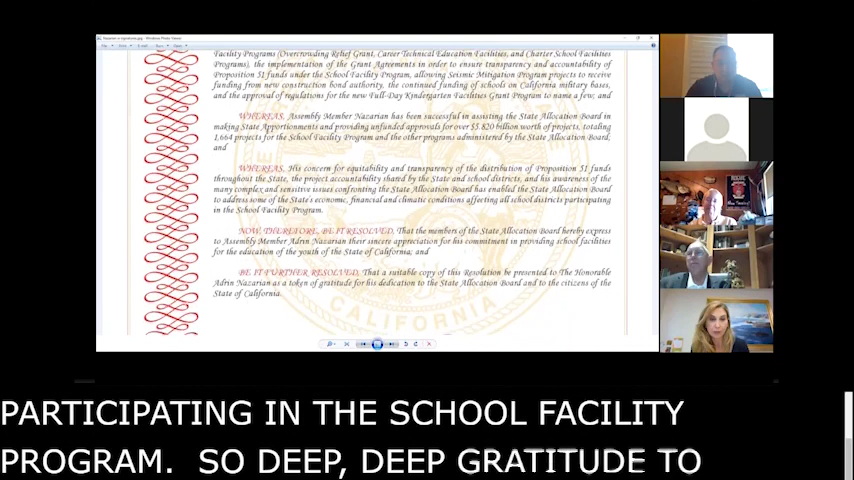 Facility Programs (Overcrowding Relief Grant, Career Technical Education Facilities, and Charter School Facilities
Programs), the implementation of the Grant Agreements in order to ensure transparency and accountability of
Proposition 51 funds under the School Facility Program, allowing Seismic Mitigation Program projects to receive
funding from new construction bond authority, the continued funding of schools on California military bases,
and the approval of regulations for the new Full-Day Kindergarten Facilities Grant Program to name a few; and
WHEREAS, Assembly Member Nazarian has been successful in assisting the State Allocation Board in
making State Apportionments and providing unfunded approvals for over $5.820 billion worth of projects, totaling
1,664 projects for the School Facility Program and the other programs administered by the State Allocation Board;
and
WHEREAS, His concern for equitability and transparency of the distribution of Proposition 51 funds
throughout the State, the project accountability shared by the State and school districts, and his awareness of the
many complex and sensitive issues confronting the State Allocation Board has enabled the State Allocation Board
to address some of the State's economic, financial and climatic conditions affecting all school districts participating
in the School Facility Program.
NOW, THEREFORE, BE IT RESOLVED, That the members of the State Allocation Board hereby express
to Assembly Member Adrin Nazarian their sincere appreciation for his commitment in providing school facilities
for the education of the youth of the State of California; and
BE IT FURTHER RESOLVED, That a suitable copy of this Resolution be presented to The Honorable
Adrin Nazarian as a token of gratitude for his dedication to the State Allocation Board and to the citizens of the
State of California.
CALIFORNIA
PARTICIPATING IN THE SCHOOL FACILITY
PROGRAM.  SO DEEP, DEEP GRATITUDE TO